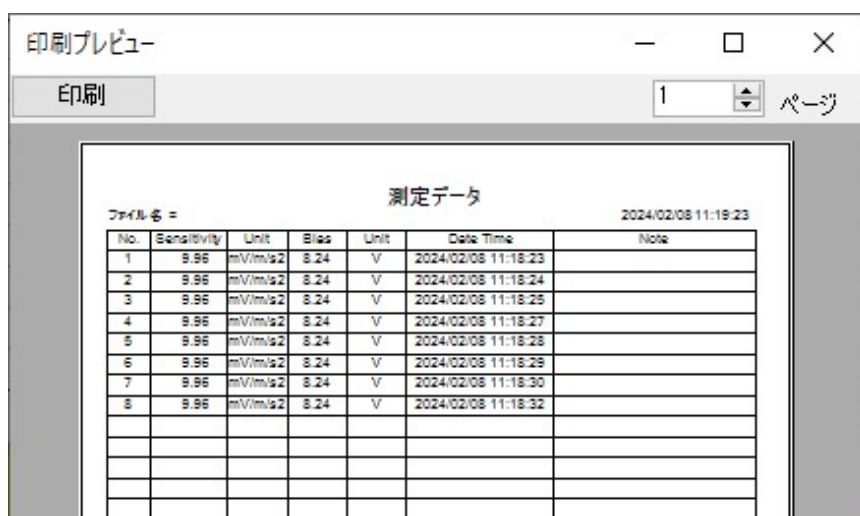 印刷プレビュー
印刷 1 ページ
測定データ
ファイル名 = 2024/02/08 11:19:23
No. Sensitivity Unit Bias Unit Date Time Note
1 9.96 mV/m/s2 8.24 V 2024/02/08 11:18:23
2 9.96 mV/m/s2 8.24 V 2024/02/08 11:18:24
3 9.96 mV/m/s2 8.24 V 2024/02/08 11:18:25
4 9.96 mV/m/s2 8.24 V 2024/02/08 11:18:27
5 9.96 mV/m/s2 8.24 V 2024/02/08 11:18:28
6 9.96 mV/m/s2 8.24 V 2024/02/08 11:18:29
7 9.96 mV/m/s2 8.24 V 2024/02/08 11:18:30
8 9.96 mV/m/s2 8.24 V 2024/02/08 11:18:32